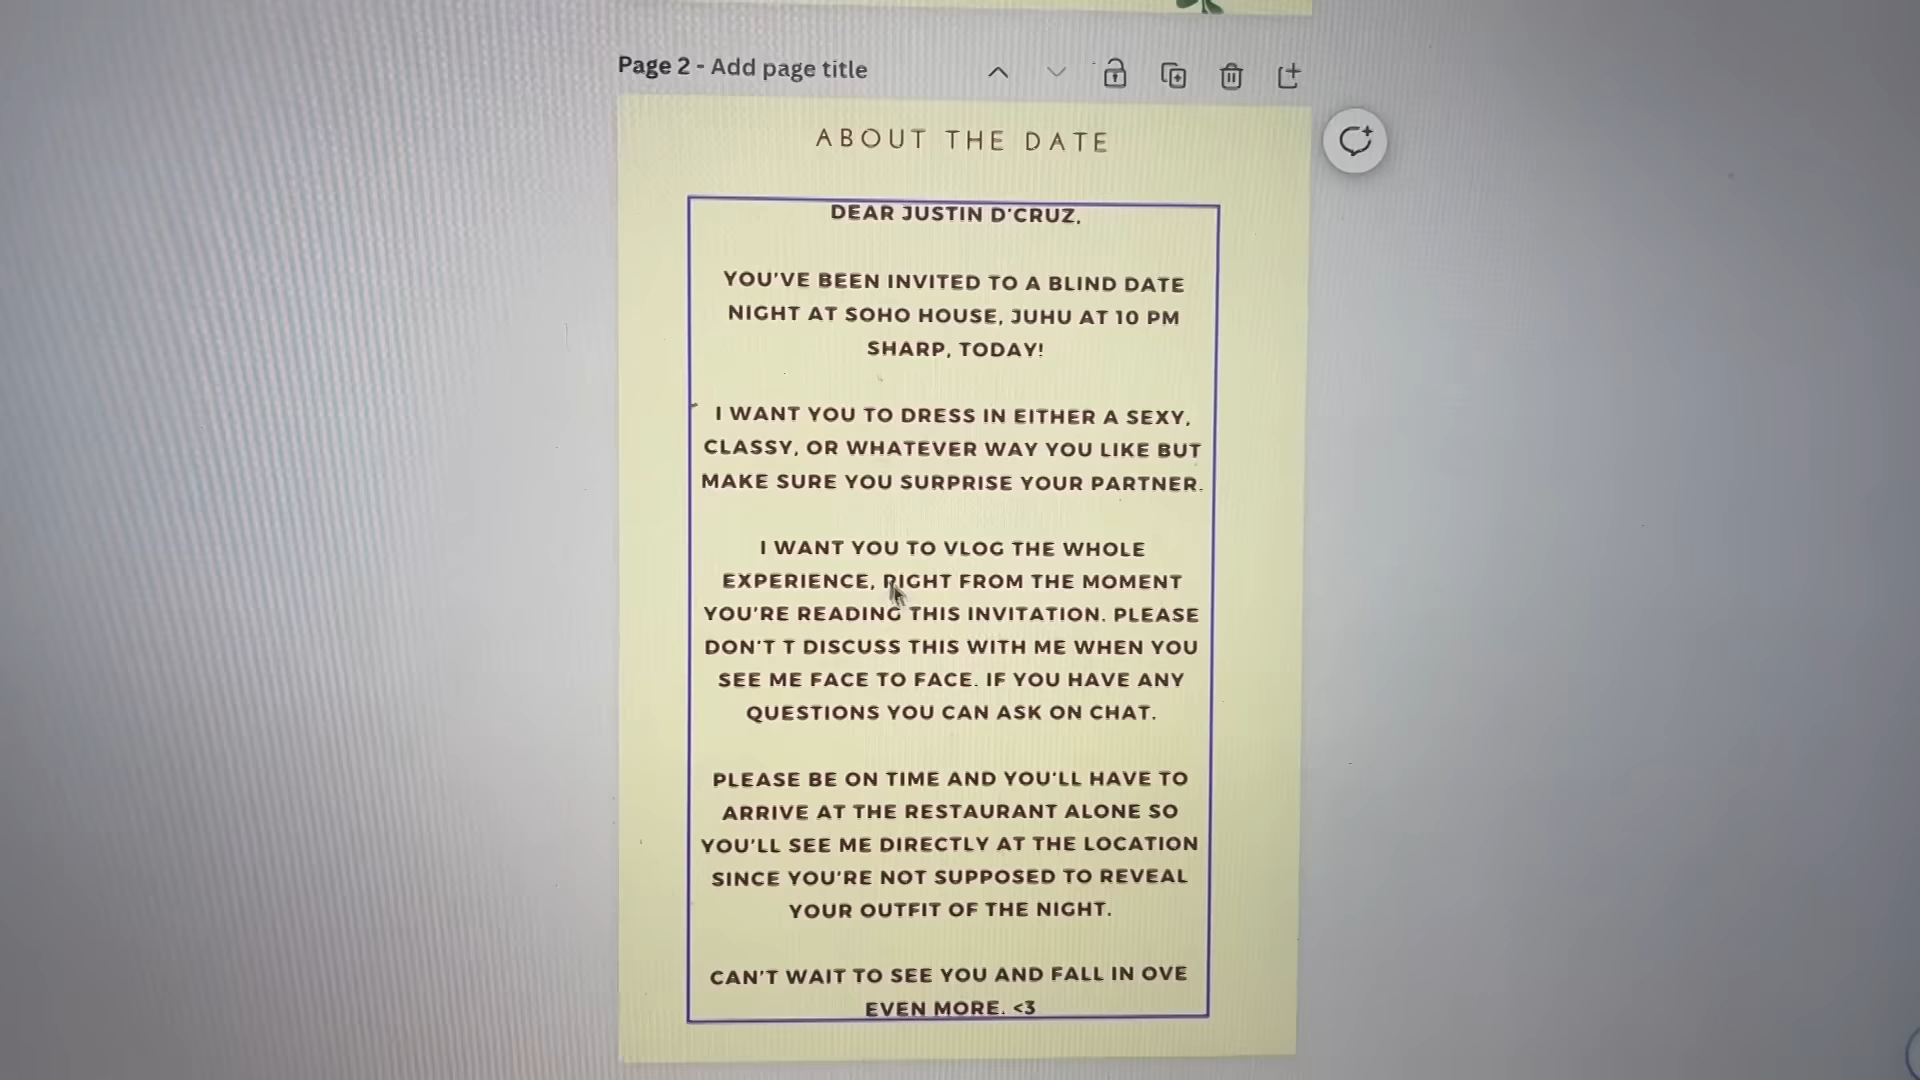 Page 2 - Add page title
ABOUT THE DATE
DEAR JUSTIN D'CRUZ,
YOU'VE BEEN INVITED TO A BLIND DATE
NIGHT AT SOHO HOUSE, JUHU AT 10 PM
SHARP, TODAY!
I WANT YOU TO DRESS IN EITHER A SEXY,
CLASSY, OR WHATEVER WAY YOU LIKE BUT
MAKE SURE YOU SURPRISE YOUR PARTNER.
I WANT YOU TO VLOG THE WHOLE
EXPERIENCE, RIGHT FROM THE MOMENT
YOU'RE READING THIS INVITATION. PLEASE
DON'T T DISCUSS THIS WITH ME WHEN YOU
SEE ME FACE TO FACE. IF YOU HAVE ANY
QUESTIONS YOU CAN ASK ON CHAT.
PLEASE BE ON TIME AND YOU'LL HAVE TO
ARRIVE AT THE RESTAURANT ALONE SO
YOU'LL SEE ME DIRECTLY AT THE LOCATION
SINCE YOU'RE NOT SUPPOSED TO REVEAL
YOUR OUTFIT OF THE NIGHT.
CAN'T WAIT TO SEE YOU AND FALL IN OVE
EVEN MORE. <3